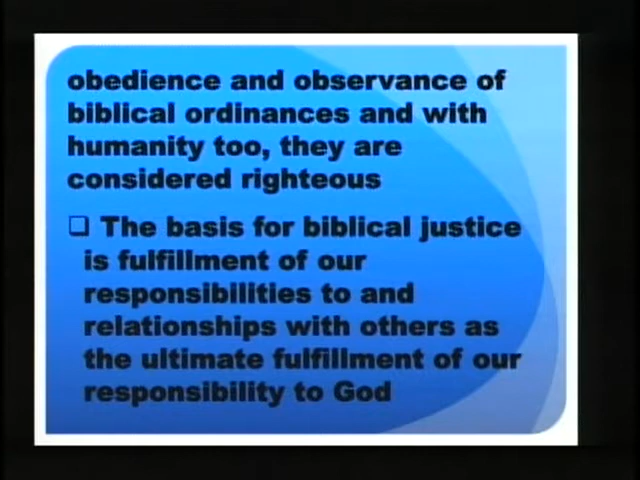 obedience and observance of
biblical ordinances and with
humanity too, they are
considered righteous
❑ The basis for biblical justice
is fulfillment of our
responsibilities to and
relationships with others as
the ultimate fulfillment of our
responsibility to God